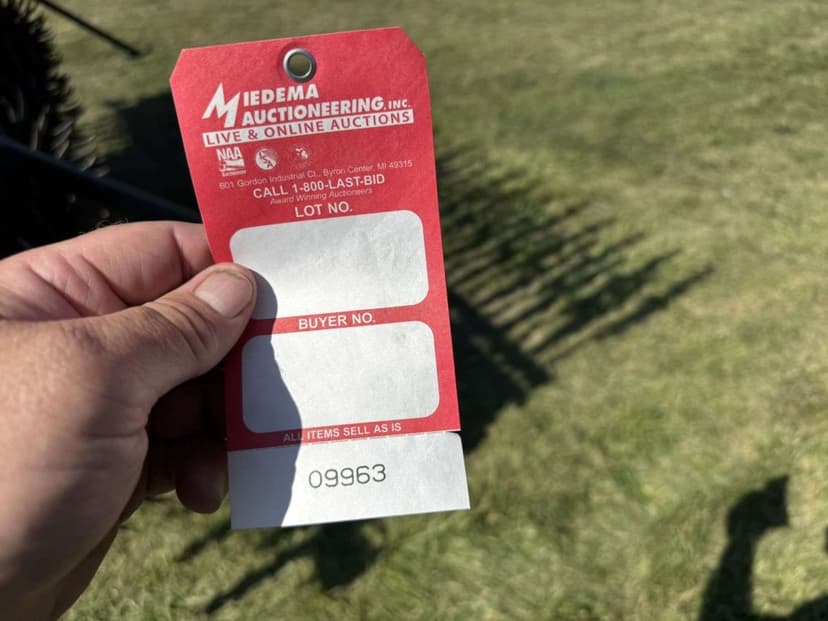 MIEDEMA
AUCTIONEERING, INC.
LIVE & ONLINE AUCTIONS
NAA
Auctioneer
601 Gordon Industrial Ct., Byron Center, MI 49315
CALL 1-800-LAST-BID
Award Winning Auctioneers
LOT NO.
BUYER NO.
ALL ITEMS SELL AS IS
09963